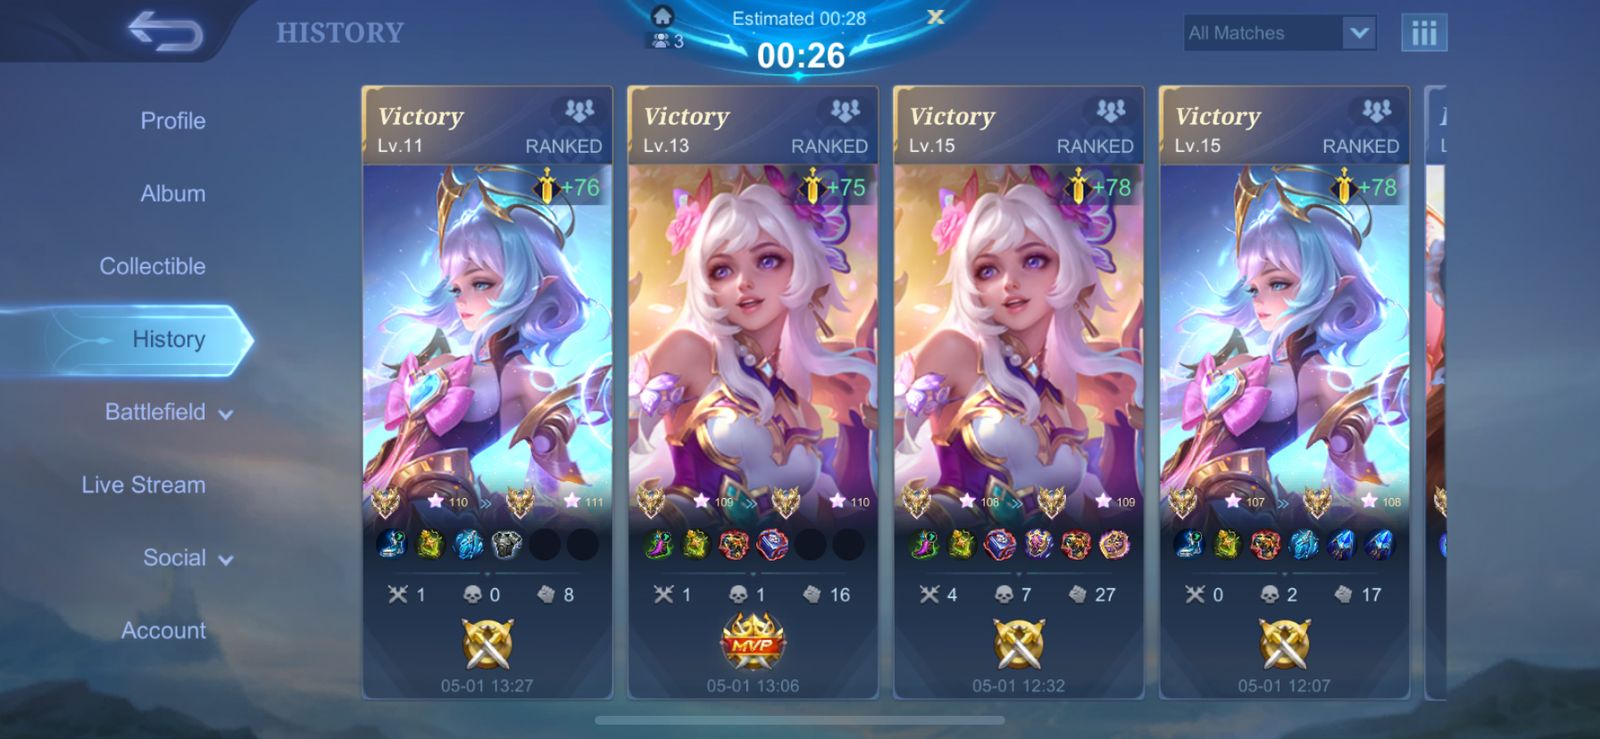 HISTORY
Estimated 00:28
X
3
00:26
All Matches
Profile
Album
Collectible
History
Battlefield
Live Stream
Social
Account
Victory
Lv.11 RANKED
+76
110 » 111
1 0 8
05-01 13:27
Victory
Lv.13 RANKED
+75
109 » 110
1 1 16
MVP
05-01 13:06
Victory
Lv.15 RANKED
+78
108 » 109
4 7 27
05-01 12:32
Victory
Lv.15 RANKED
+78
107 » 108
0 2 17
05-01 12:07